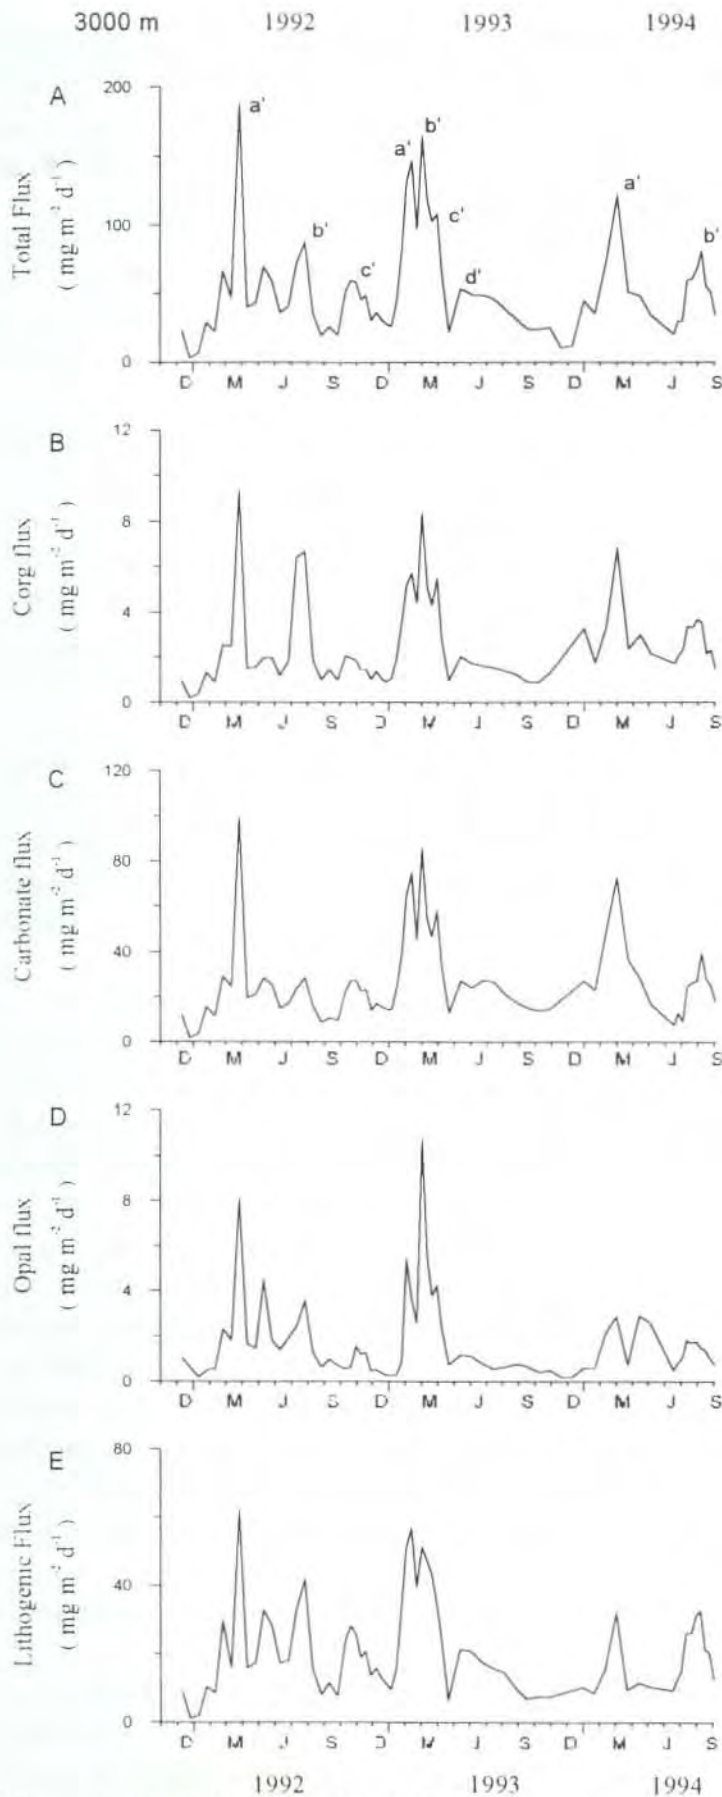 3000 m 1992 1993 1994
A
Total Flux
( mg m⁻² d⁻¹ )
200
100
0
a' b' c' a' b' c' d' a' b'
D M J S D M J S D M J S
B
Corg flux
( mg m⁻² d⁻¹ )
12
8
4
0
D M J S D M J S D M J S
C
Carbonate flux
( mg m⁻² d⁻¹ )
120
80
40
0
D M J S D M J S D M J S
D
Opal flux
( mg m⁻² d⁻¹ )
12
8
4
0
D M J S D M J S D M J S
E
Lithogenic Flux
( mg m⁻² d⁻¹ )
80
40
0
D M J S D M J S D M J S
1992 1993 1994